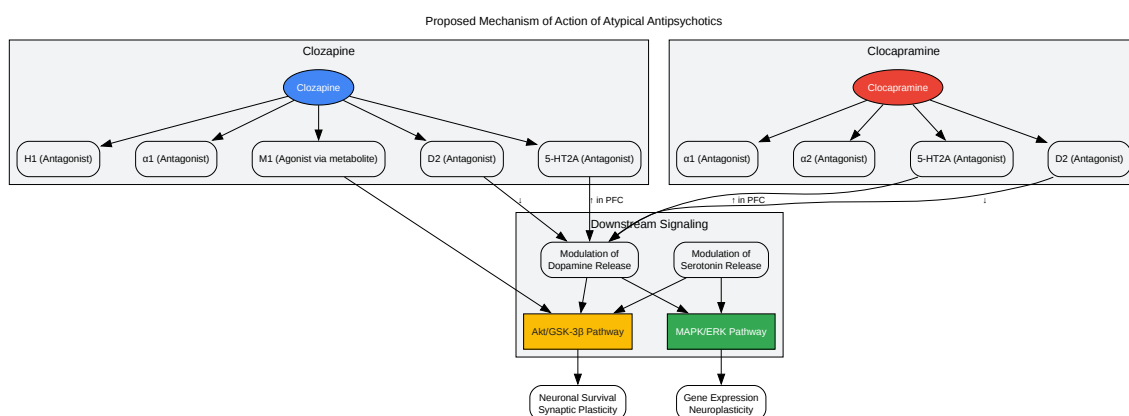 Proposed Mechanism of Action of Atypical Antipsychotics
Clozapine
Clocapramine
Clozapine
Clocapramine
H1 (Antagonist)
α1 (Antagonist)
M1 (Agonist via metabolite)
D2 (Antagonist)
5-HT2A (Antagonist)
α1 (Antagonist)
α2 (Antagonist)
5-HT2A (Antagonist)
D2 (Antagonist)
↓
↑ in PFC
↑ in PFC
↓
Downstream Signaling
Modulation of
Dopamine Release
Modulation of
Serotonin Release
Akt/GSK-3β Pathway
MAPK/ERK Pathway
Neuronal Survival
Synaptic Plasticity
Gene Expression
Neuroplasticity